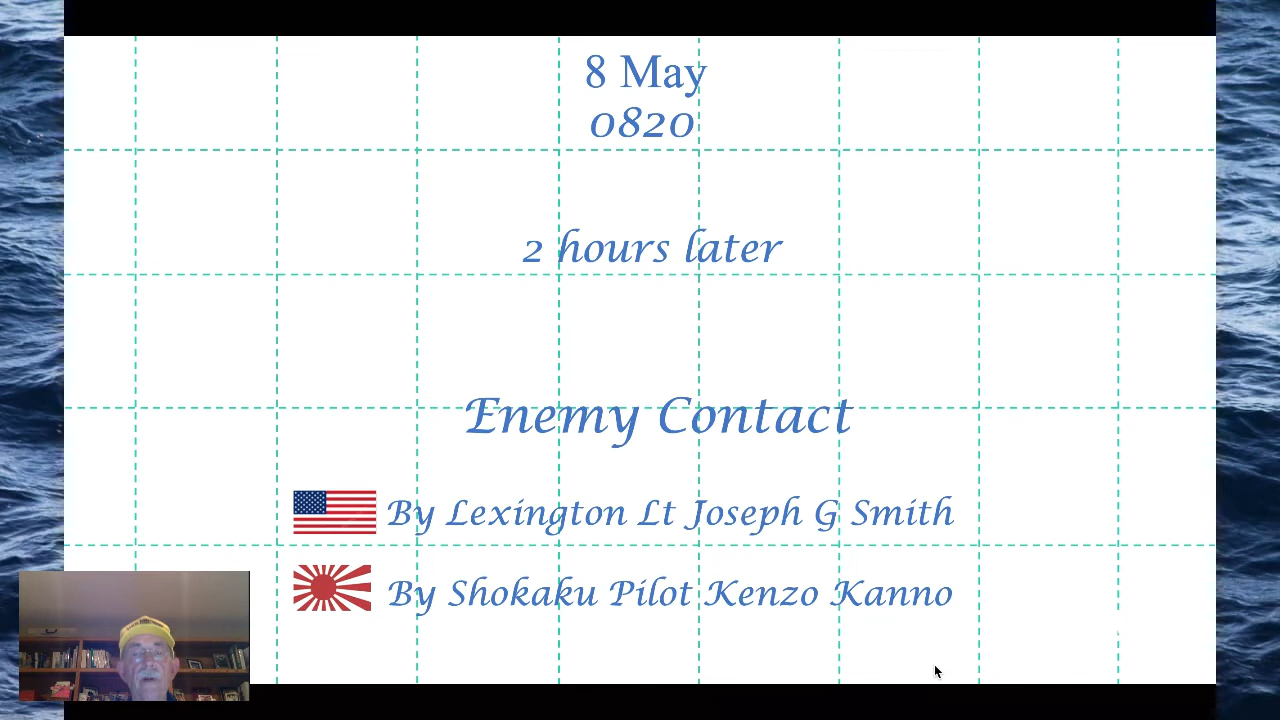 8 May
0820
2 hours later
Enemy Contact
By Lexington Lt Joseph G Smith
By Shokaku Pilot Kenzo Kanno